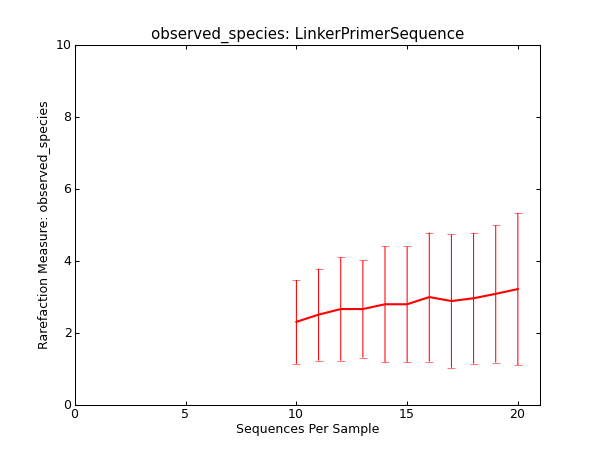 observed_species: LinkerPrimerSequence
10
8
6
4
2
0
Rarefaction Measure: observed_species
0 5 10 15 20
Sequences Per Sample